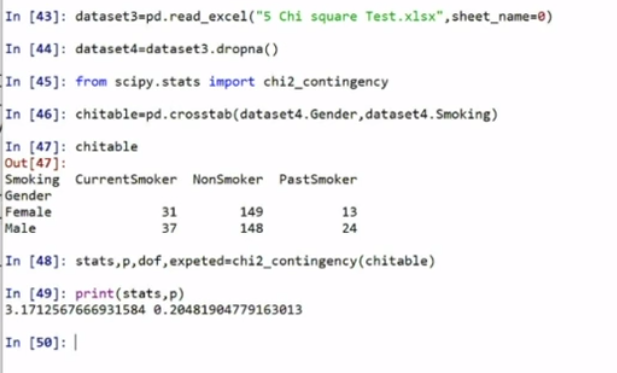 In [43]: dataset3=pd.read_excel("5 Chi square Test.xlsx",sheet_name=0)
In [44]: dataset4=dataset3.dropna()
In [45]: from scipy.stats import chi2_contingency
In [46]: chitable=pd.crosstab(dataset4.Gender,dataset4.Smoking)
In [47]: chitable
Out[47]:
Smoking CurrentSmoker NonSmoker PastSmoker
Gender
Female 31 149 13
Male 37 148 24
In [48]: stats,p,dof,expeted=chi2_contingency(chitable)
In [49]: print(stats,p)
3.1712567666931584 0.20481904779163013
In [50]: